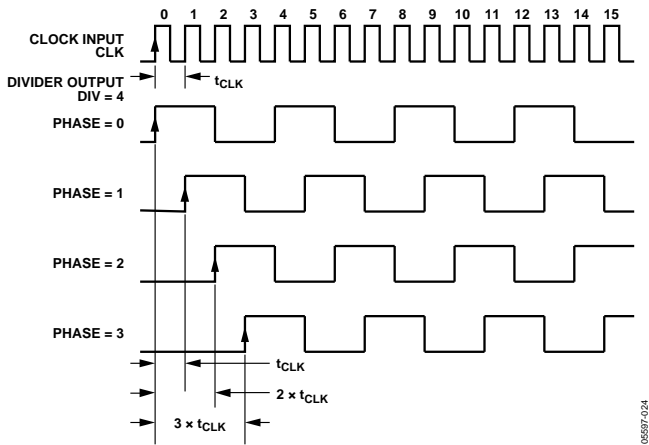 0 1 2 3 4 5 6 7 8 9 10 11 12 13 14 15
CLOCK INPUT
CLK
DIVIDER OUTPUT
DIV = 4
tCLK
PHASE = 0
PHASE = 1
PHASE = 2
PHASE = 3
tCLK
2 × tCLK
3 × tCLK
05597-024